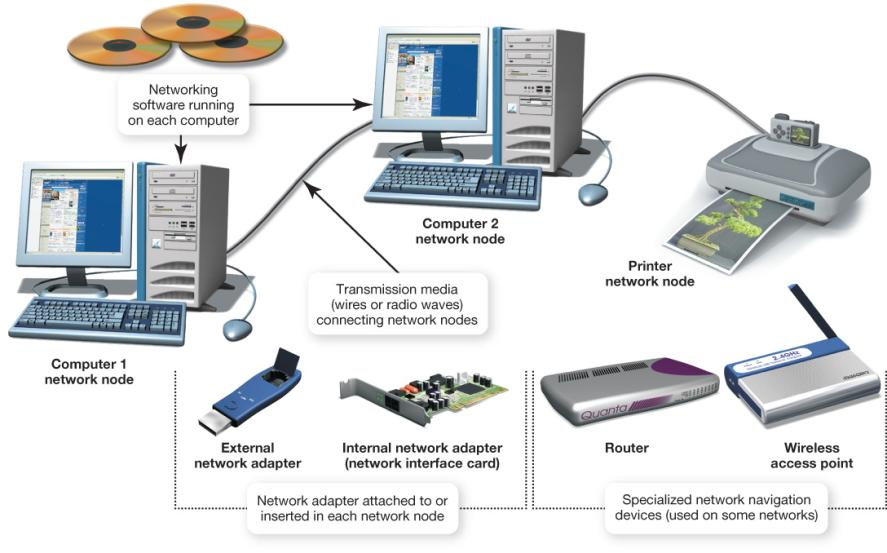 Networking
software running
on each computer
Computer 2
network node
Printer
network node
Transmission media
(wires or radio waves)
connecting network nodes
Computer 1
network node
2.4GHz
Quanta
External
network adapter
Internal network adapter
(network interface card)
Router
Wireless
access point
Network adapter attached to or
inserted in each network node
Specialized network navigation
devices (used on some networks)